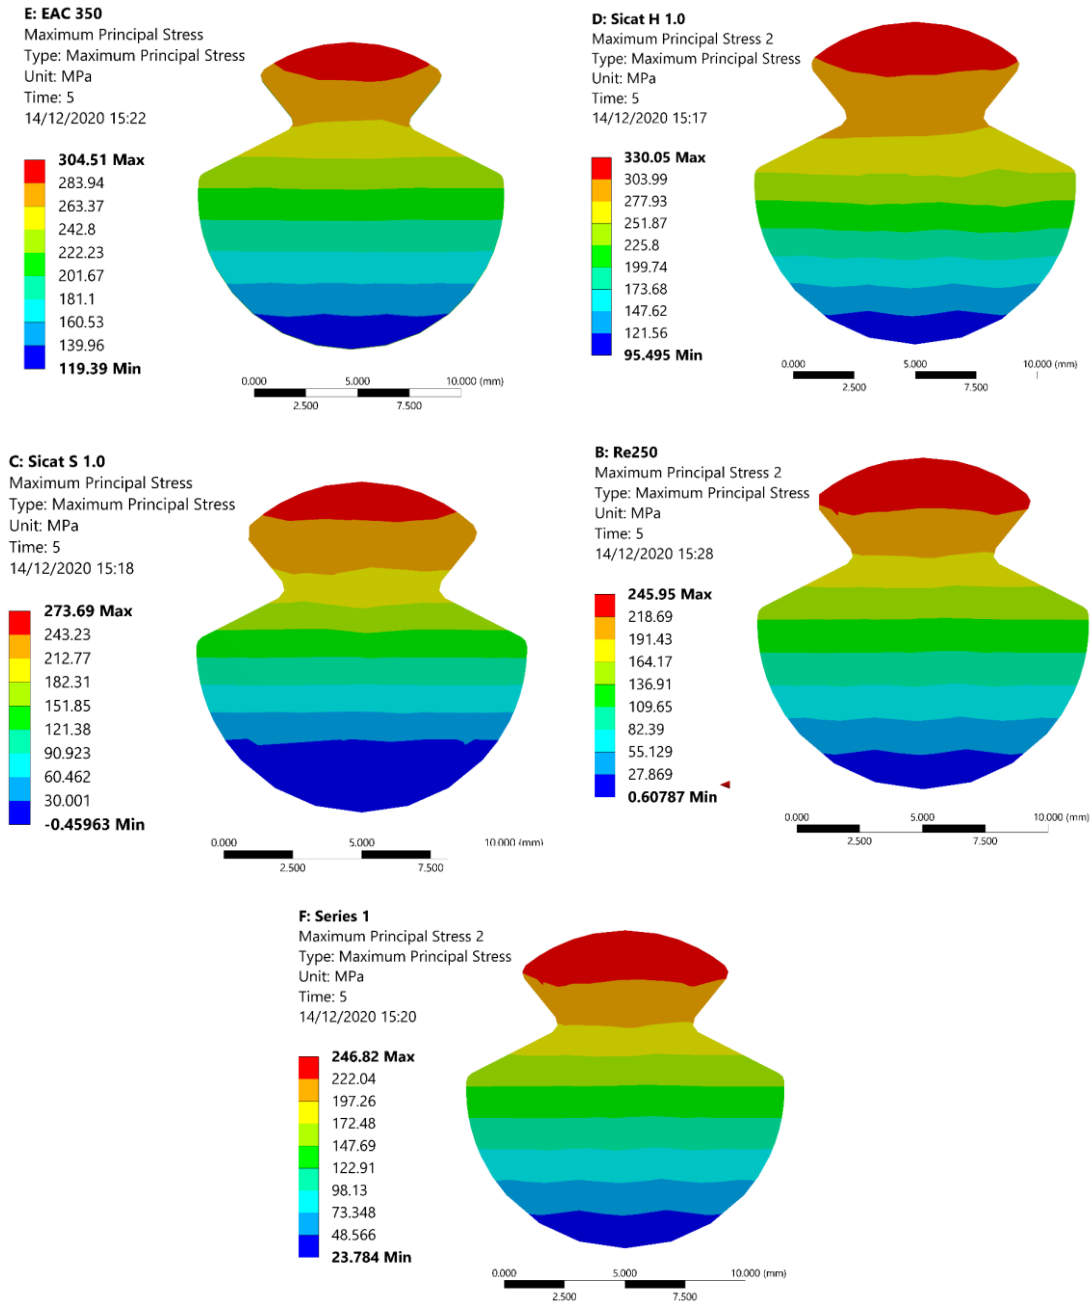 E: EAC 350
Maximum Principal Stress
Type: Maximum Principal Stress
Unit: MPa
Time: 5
14/12/2020 15:22
304.51 Max
283.94
263.37
242.8
222.23
201.67
181.1
160.53
139.96
119.39 Min
0.000 5.000 10.000 (mm)
2.500 7.500
D: Sicat H 1.0
Maximum Principal Stress 2
Type: Maximum Principal Stress
Unit: MPa
Time: 5
14/12/2020 15:17
330.05 Max
303.99
277.93
251.87
225.8
199.74
173.68
147.62
121.56
95.495 Min
0.000 5.000 10.000 (mm)
2.500 7.500
C: Sicat S 1.0
Maximum Principal Stress
Type: Maximum Principal Stress
Unit: MPa
Time: 5
14/12/2020 15:18
273.69 Max
243.23
212.77
182.31
151.85
121.38
90.923
60.462
30.001
-0.45963 Min
0.000 5.000 10.000 (mm)
2.500 7.500
B: Re250
Maximum Principal Stress 2
Type: Maximum Principal Stress
Unit: MPa
Time: 5
14/12/2020 15:28
245.95 Max
218.69
191.43
164.17
136.91
109.65
82.39
55.129
27.869
0.60787 Min
0.000 5.000 10.000 (mm)
2.500 7.500
F: Series 1
Maximum Principal Stress 2
Type: Maximum Principal Stress
Unit: MPa
Time: 5
14/12/2020 15:20
246.82 Max
222.04
197.26
172.48
147.69
122.91
98.13
73.348
48.566
23.784 Min
0.000 5.000 10.000 (mm)
2.500 7.500